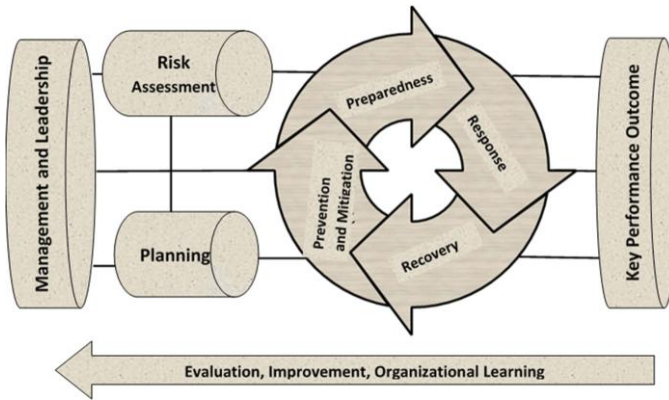 Management and Leadership
Risk
Assessment
Planning
Preparedness
Response
Recovery
Prevention
and Mitigation
Key Performance Outcome
Evaluation, Improvement, Organizational Learning